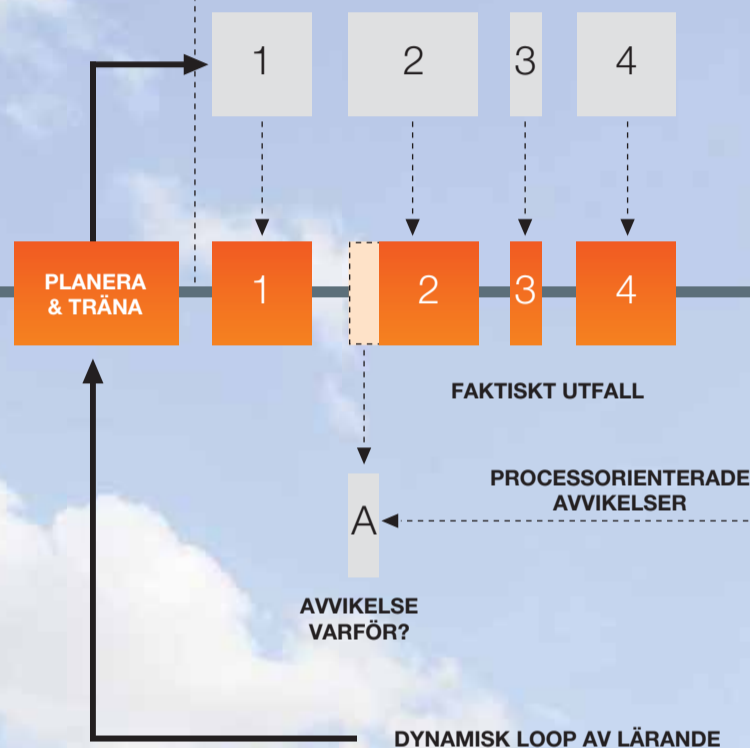 1
2
3
4
PLANERA
& TRÄNA
1
2
3
4
FAKTISKT UTFALL
PROCESSORIENTERADE
AVVIKELSER
A
AVVIKELSE
VARFÖR?
DYNAMISK LOOP AV LÄRANDE